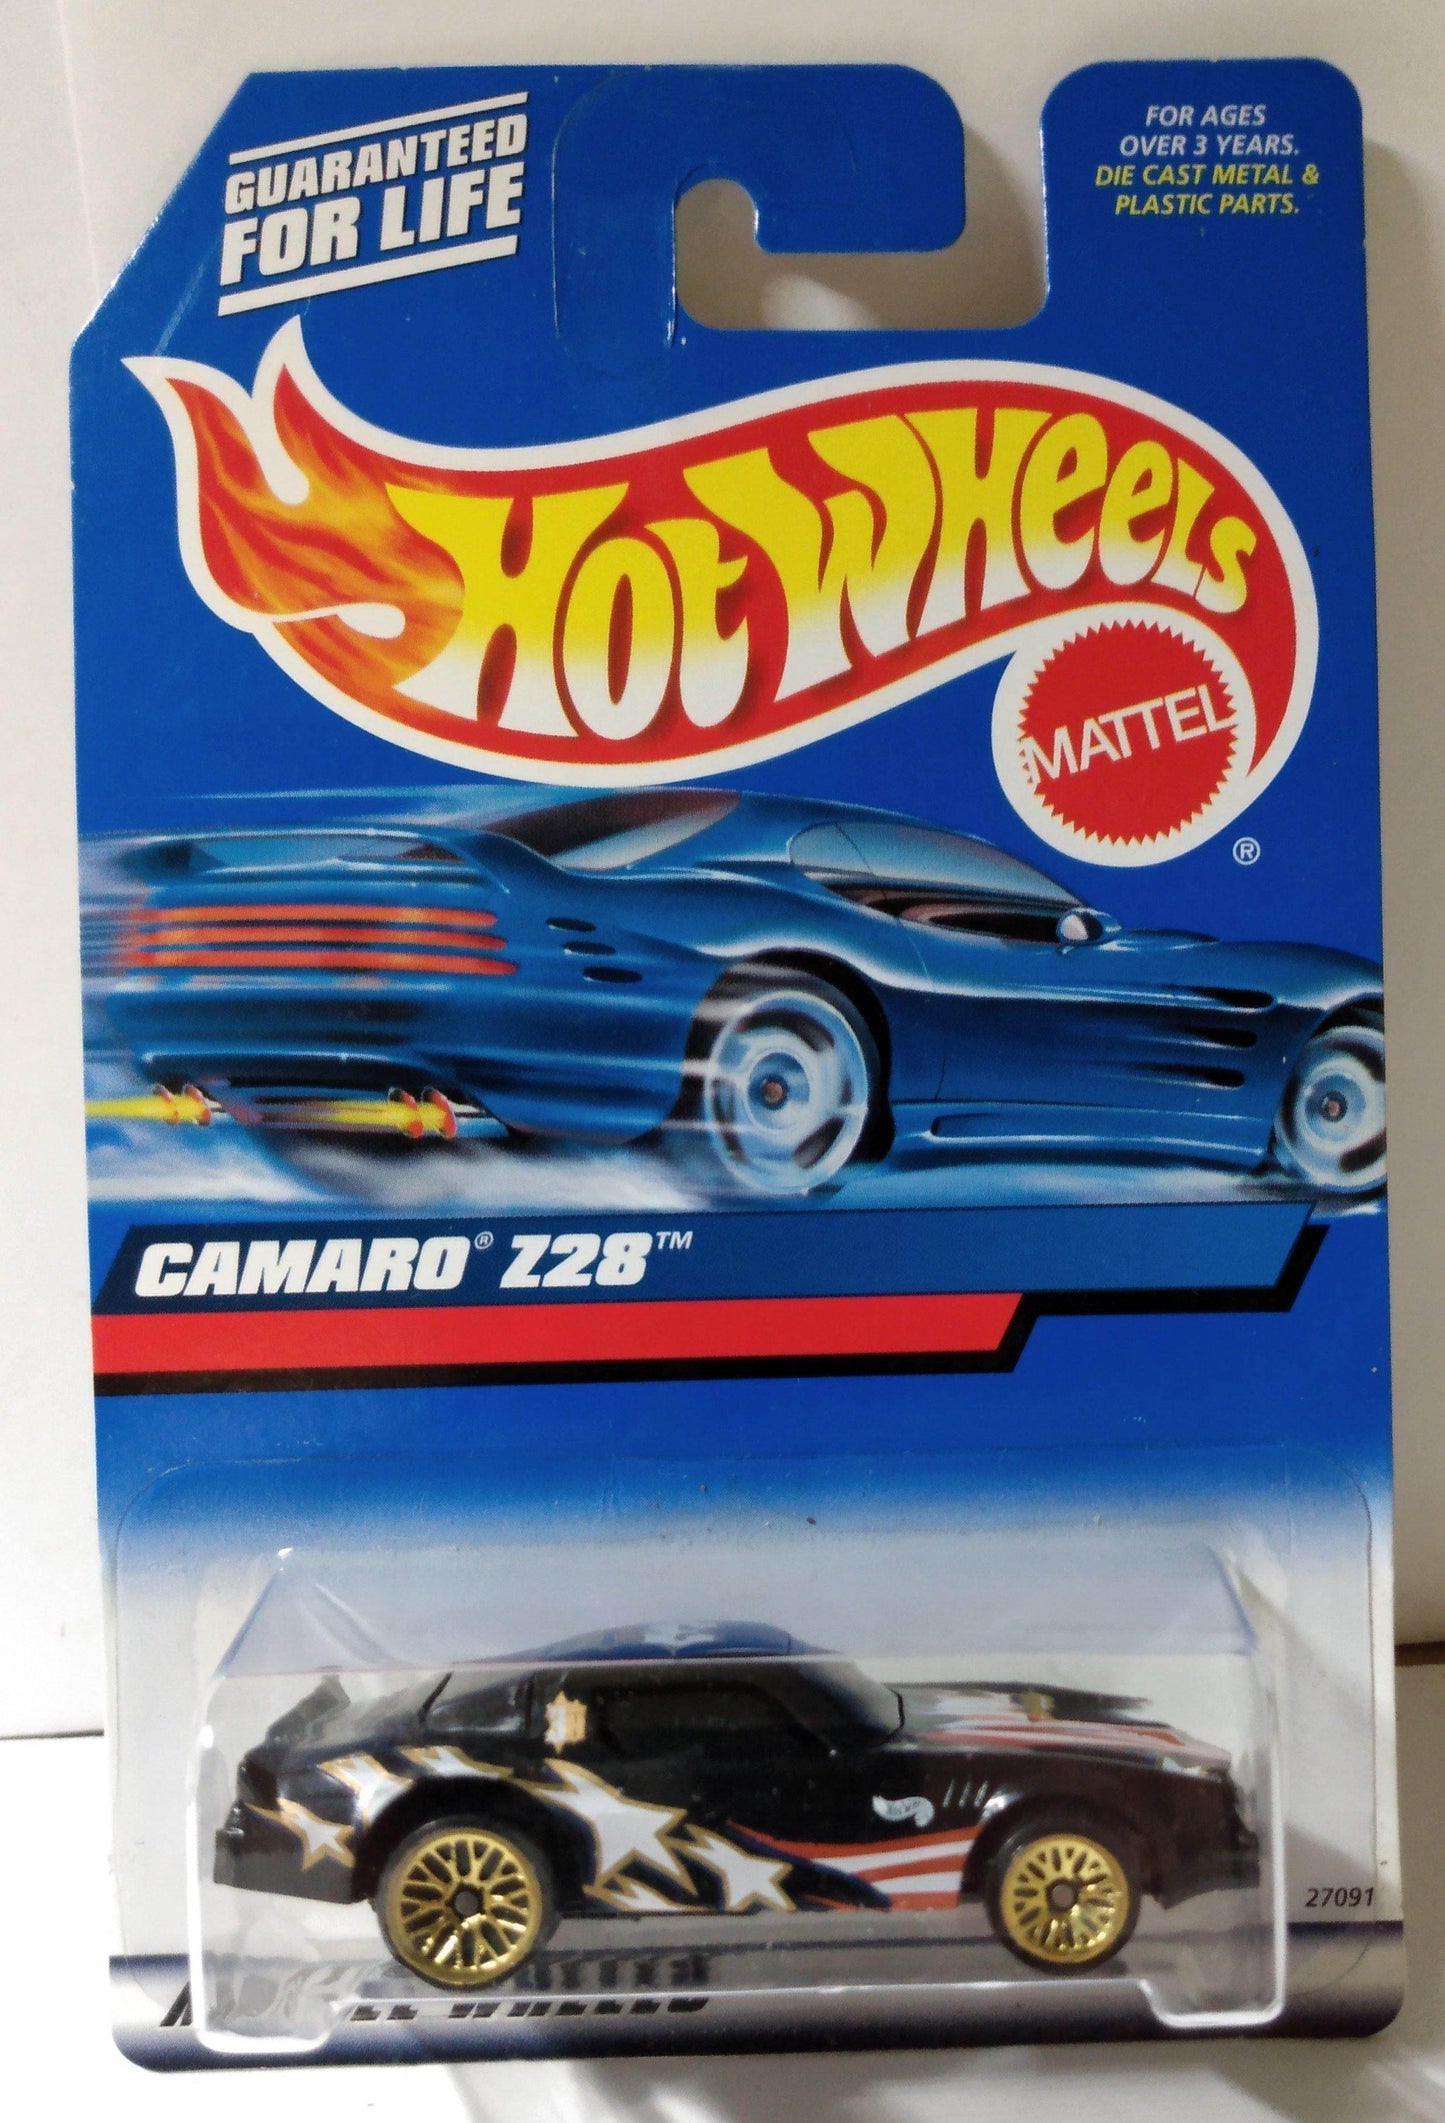 GUARANTEED
FOR LIFE
FOR AGES
OVER 3 YEARS.
DIE CAST METAL &
PLASTIC PARTS.
HOT WHEELS
MATTEL
®
CAMARO® Z28™
27091
WHEELS